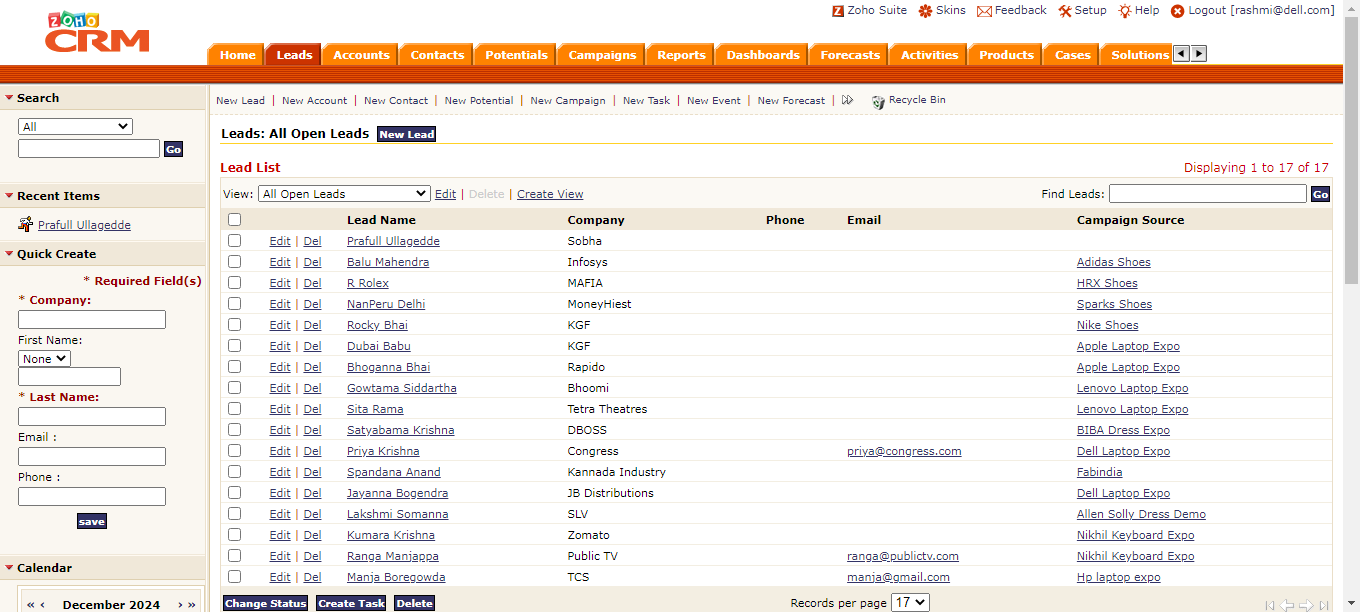 ZOHO CRM
Zoho Suite Skins Feedback Setup Help Logout [rashmi@dell.com]
Home Leads Accounts Contacts Potentials Campaigns Reports Dashboards Forecasts Activities Products Cases Solutions
Search
All
Go
Recent Items
Prafull Ullagedde
Quick Create
* Required Field(s)
* Company:
First Name:
None
* Last Name:
Email :
Phone :
save
Calendar
« ‹ December 2024 › »
New Lead | New Account | New Contact | New Potential | New Campaign | New Task | New Event | New Forecast | Recycle Bin
Leads: All Open Leads New Lead
Lead List Displaying 1 to 17 of 17
View: All Open Leads Edit | Delete | Create View Find Leads: Go
Lead Name Company Phone Email Campaign Source
Edit | Del Prafull Ullagedde Sobha
Edit | Del Balu Mahendra Infosys Adidas Shoes
Edit | Del R Rolex MAFIA HRX Shoes
Edit | Del NanPeru Delhi MoneyHiest Sparks Shoes
Edit | Del Rocky Bhai KGF Nike Shoes
Edit | Del Dubai Babu KGF Apple Laptop Expo
Edit | Del Bhoganna Bhai Rapido Apple Laptop Expo
Edit | Del Gowtama Siddartha Bhoomi Lenovo Laptop Expo
Edit | Del Sita Rama Tetra Theatres Lenovo Laptop Expo
Edit | Del Satyabama Krishna DBOSS BIBA Dress Expo
Edit | Del Priya Krishna Congress priya@congress.com Dell Laptop Expo
Edit | Del Spandana Anand Kannada Industry Fabindia
Edit | Del Jayanna Bogendra JB Distributions Dell Laptop Expo
Edit | Del Lakshmi Somanna SLV Allen Solly Dress Demo
Edit | Del Kumara Krishna Zomato Nikhil Keyboard Expo
Edit | Del Ranga Manjappa Public TV ranga@publictv.com Nikhil Keyboard Expo
Edit | Del Manja Boregowda TCS manja@gmail.com Hp laptop expo
Change Status Create Task Delete Records per page 17